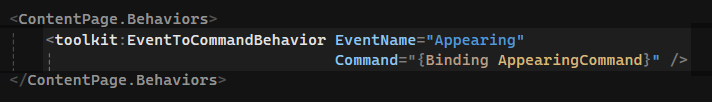 <ContentPage.Behaviors>
<toolkit:EventToCommandBehavior EventName="Appearing"
Command="{Binding AppearingCommand}" />
</ContentPage.Behaviors>